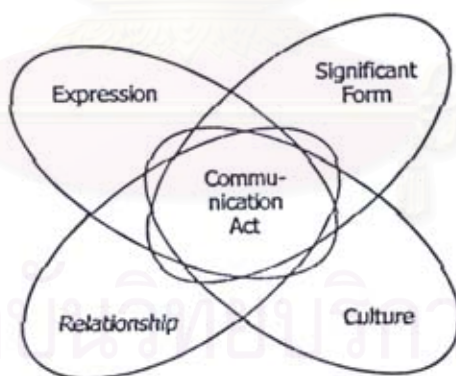 Expression
Significant
Form
Commu-
nication
Act
Relationship
Culture